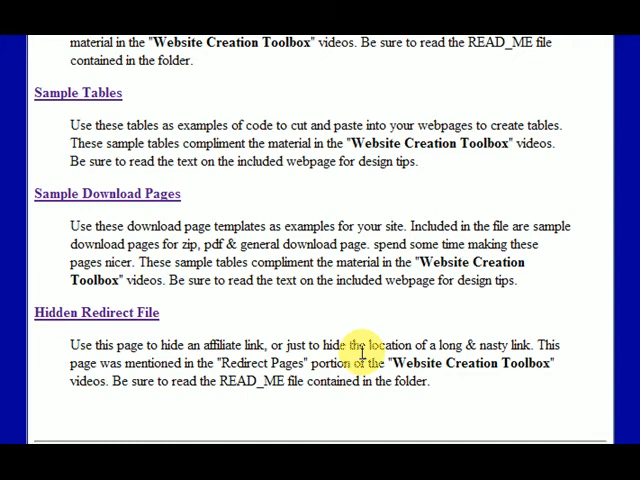 material in the "Website Creation Toolbox" videos. Be sure to read the READ_ME file
contained in the folder.
Sample Tables
Use these tables as examples of code to cut and paste into your webpages to create tables.
These sample tables compliment the material in the "Website Creation Toolbox" videos.
Be sure to read the text on the included webpage for design tips.
Sample Download Pages
Use these download page templates as examples for your site. Included in the file are sample
download pages for zip, pdf & general download page. spend some time making these
pages nicer. These sample tables compliment the material in the "Website Creation
Toolbox" videos. Be sure to read the text on the included webpage for design tips.
Hidden Redirect File
Use this page to hide an affiliate link, or just to hide the location of a long & nasty link. This
page was mentioned in the "Redirect Pages" portion of the "Website Creation Toolbox"
videos. Be sure to read the READ_ME file contained in the folder.